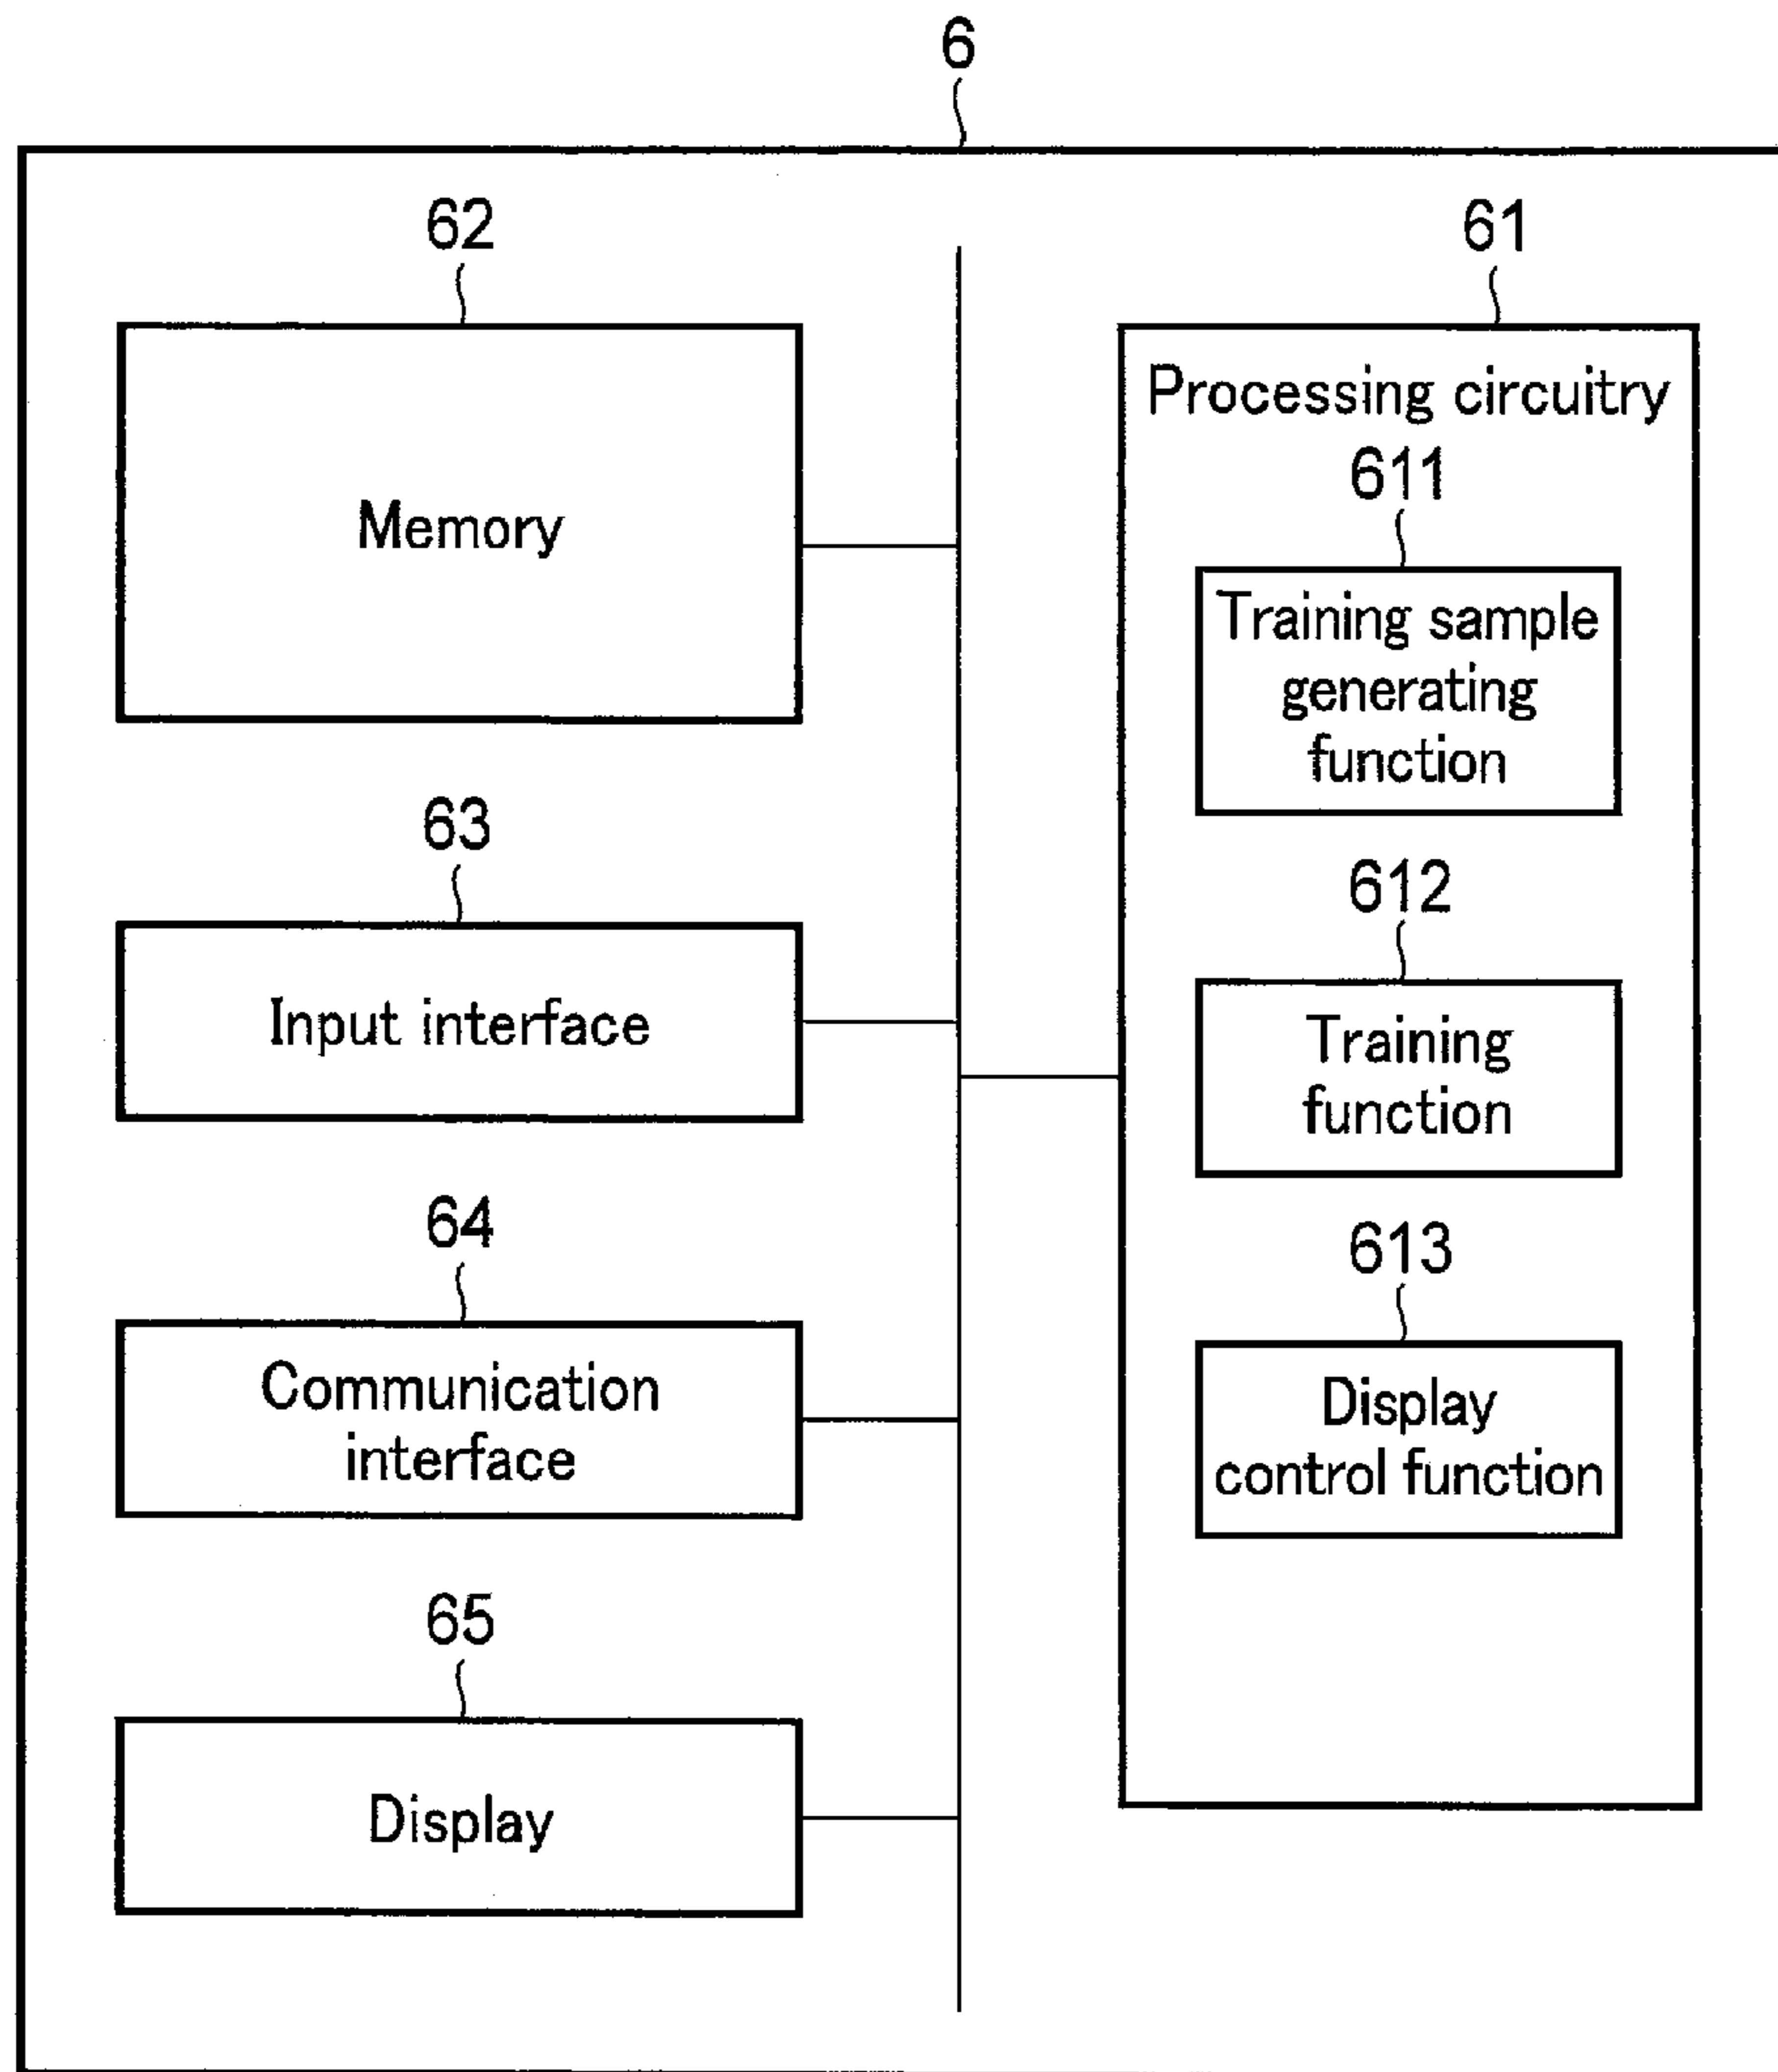 6
62
Memory
63
Input interface
64
Communication
interface
65
Display
61
Processing circuitry
611
Training sample
generating
function
612
Training
function
613
Display
control function